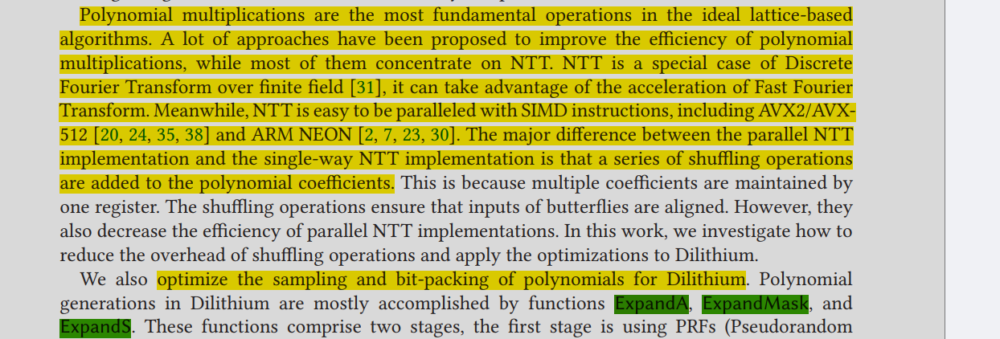 Polynomial multiplications are the most fundamental operations in the ideal lattice-based
algorithms. A lot of approaches have been proposed to improve the efficiency of polynomial
multiplications, while most of them concentrate on NTT. NTT is a special case of Discrete
Fourier Transform over finite field [31], it can take advantage of the acceleration of Fast Fourier
Transform. Meanwhile, NTT is easy to be paralleled with SIMD instructions, including AVX2/AVX-
512 [20, 24, 35, 38] and ARM NEON [2, 7, 23, 30]. The major difference between the parallel NTT
implementation and the single-way NTT implementation is that a series of shuffling operations
are added to the polynomial coefficients. This is because multiple coefficients are maintained by
one register. The shuffling operations ensure that inputs of butterflies are aligned. However, they
also decrease the efficiency of parallel NTT implementations. In this work, we investigate how to
reduce the overhead of shuffling operations and apply the optimizations to Dilithium.
We also optimize the sampling and bit-packing of polynomials for Dilithium. Polynomial
generations in Dilithium are mostly accomplished by functions ExpandA, ExpandMask, and
ExpandS. These functions comprise two stages, the first stage is using PRFs (Pseudorandom